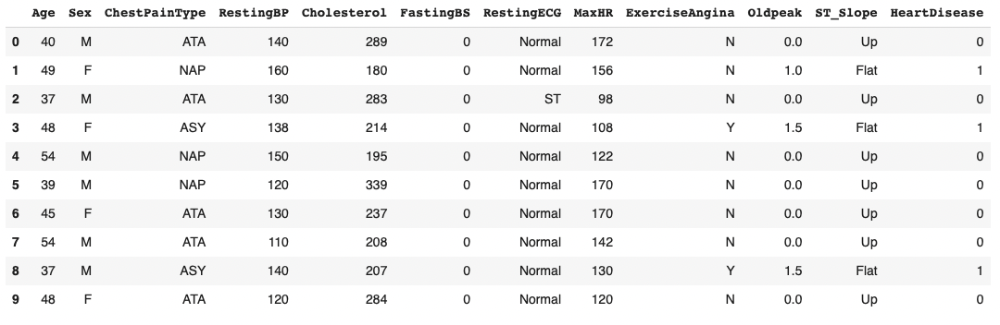 Age Sex ChestPainType RestingBP Cholesterol FastingBS RestingECG MaxHR ExerciseAngina Oldpeak ST_Slope HeartDisease
0 40 M ATA 140 289 0 Normal 172 N 0.0 Up 0
1 49 F NAP 160 180 0 Normal 156 N 1.0 Flat 1
2 37 M ATA 130 283 0 ST 98 N 0.0 Up 0
3 48 F ASY 138 214 0 Normal 108 Y 1.5 Flat 1
4 54 M NAP 150 195 0 Normal 122 N 0.0 Up 0
5 39 M NAP 120 339 0 Normal 170 N 0.0 Up 0
6 45 F ATA 130 237 0 Normal 170 N 0.0 Up 0
7 54 M ATA 110 208 0 Normal 142 N 0.0 Up 0
8 37 M ASY 140 207 0 Normal 130 Y 1.5 Flat 1
9 48 F ATA 120 284 0 Normal 120 N 0.0 Up 0